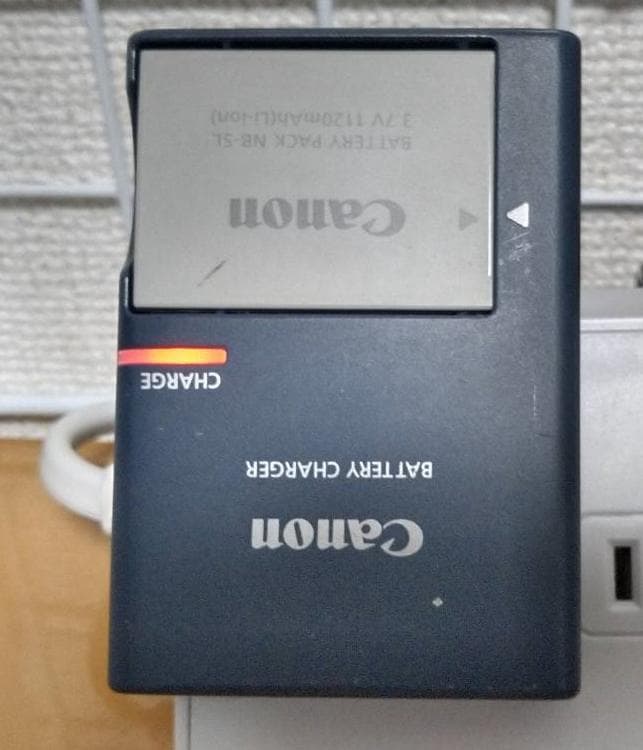 Canon
BATTERY CHARGER
CHARGE
Canon
BATTERY PACK NB-5L
3.7V 1120mAh(Li-ion)